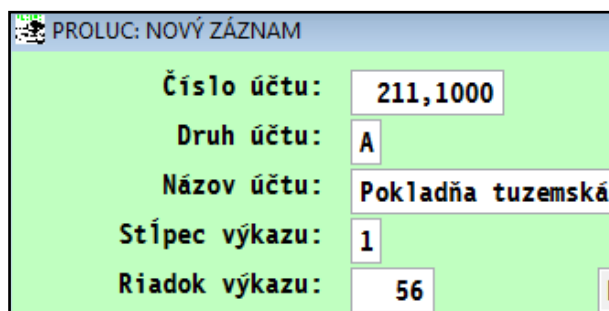 PROLUC: NOVÝ ZÁZNAM
Číslo účtu: 211,1000
Druh účtu: A
Názov účtu: Pokladňa tuzemská
Stĺpec výkazu: 1
Riadok výkazu: 56